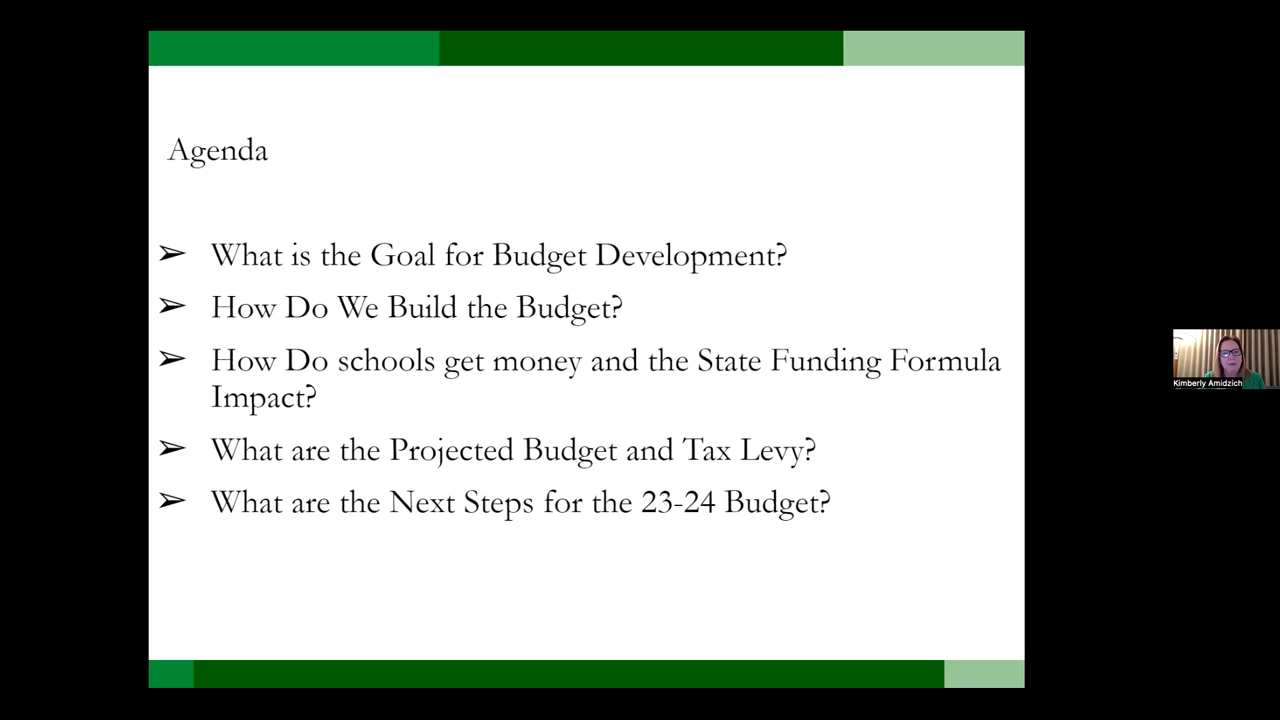 Agenda
➢ What is the Goal for Budget Development?
➢ How Do We Build the Budget?
➢ How Do schools get money and the State Funding Formula
Impact?
➢ What are the Projected Budget and Tax Levy?
➢ What are the Next Steps for the 23-24 Budget?
Kimberly Amidzich